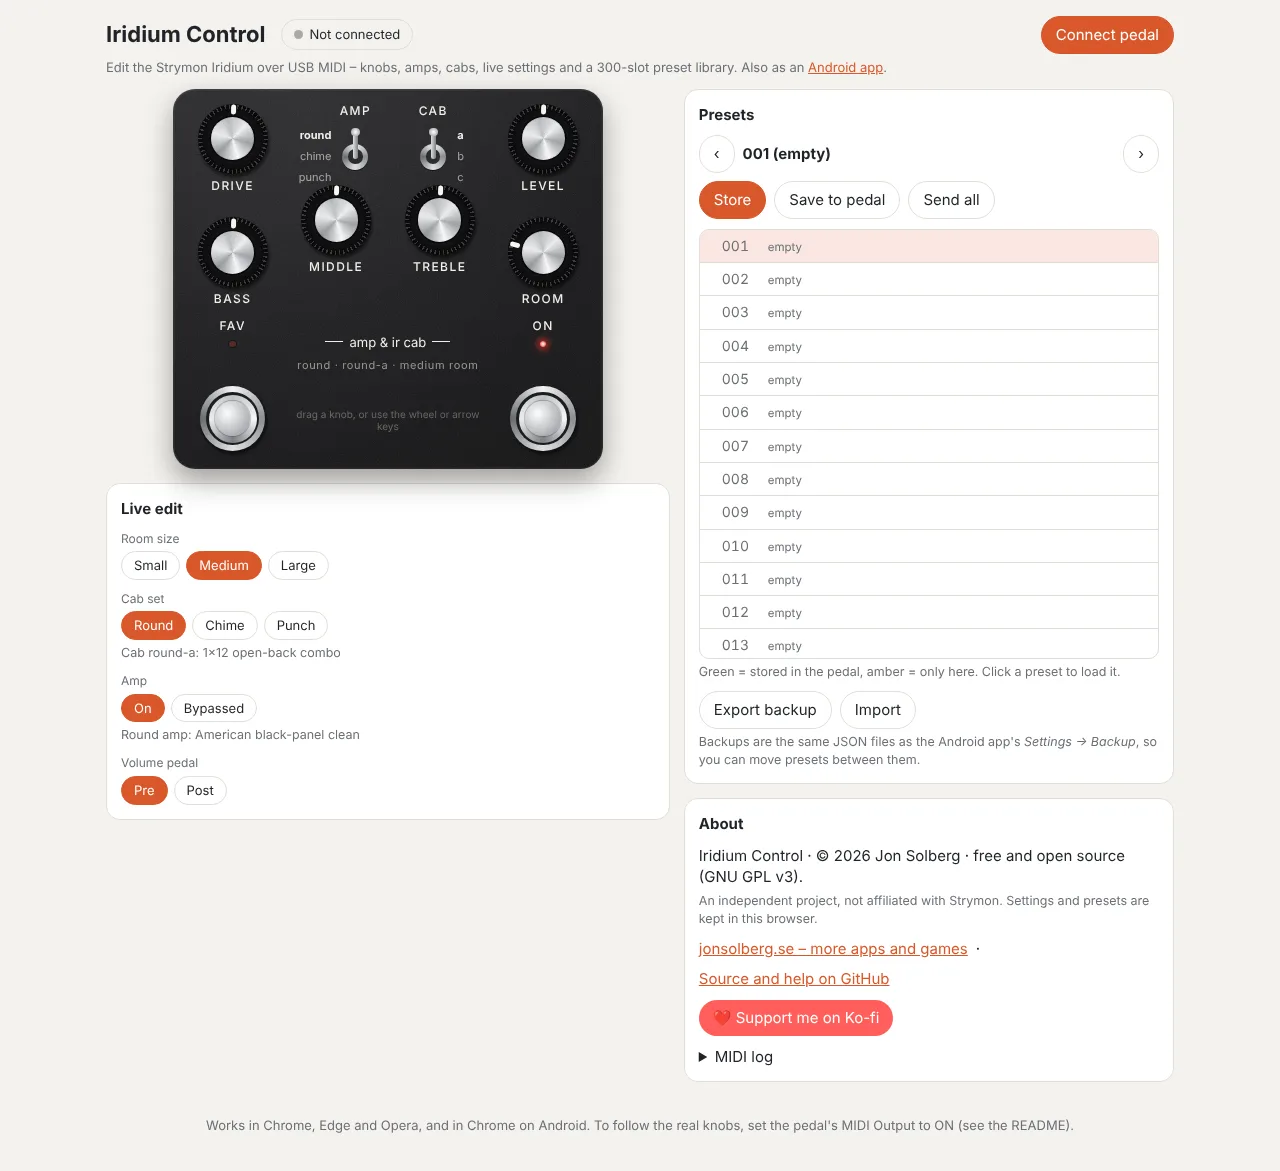 Iridium Control
Not connected
Connect pedal
Edit the Strymon Iridium over USB MIDI – knobs, amps, cabs, live settings and a 300-slot preset library. Also as an Android app.
AMP
CAB
round
chime
punch
a
b
c
DRIVE
LEVEL
MIDDLE
TREBLE
BASS
ROOM
FAV
ON
amp & ir cab
round · round-a · medium room
drag a knob, or use the wheel or arrow
keys
Live edit
Room size
Small
Medium
Large
Cab set
Round
Chime
Punch
Cab round-a: 1×12 open-back combo
Amp
On
Bypassed
Round amp: American black-panel clean
Volume pedal
Pre
Post
Presets
‹
001 (empty)
›
Store
Save to pedal
Send all
001 empty
002 empty
003 empty
004 empty
005 empty
006 empty
007 empty
008 empty
009 empty
010 empty
011 empty
012 empty
013 empty
Green = stored in the pedal, amber = only here. Click a preset to load it.
Export backup
Import
Backups are the same JSON files as the Android app's Settings → Backup, so
you can move presets between them.
About
Iridium Control · © 2026 Jon Solberg · free and open source
(GNU GPL v3).
An independent project, not affiliated with Strymon. Settings and presets are
kept in this browser.
jonsolberg.se – more apps and games ·
Source and help on GitHub
❤️ Support me on Ko-fi
MIDI log
Works in Chrome, Edge and Opera, and in Chrome on Android. To follow the real knobs, set the pedal's MIDI Output to ON (see the README).